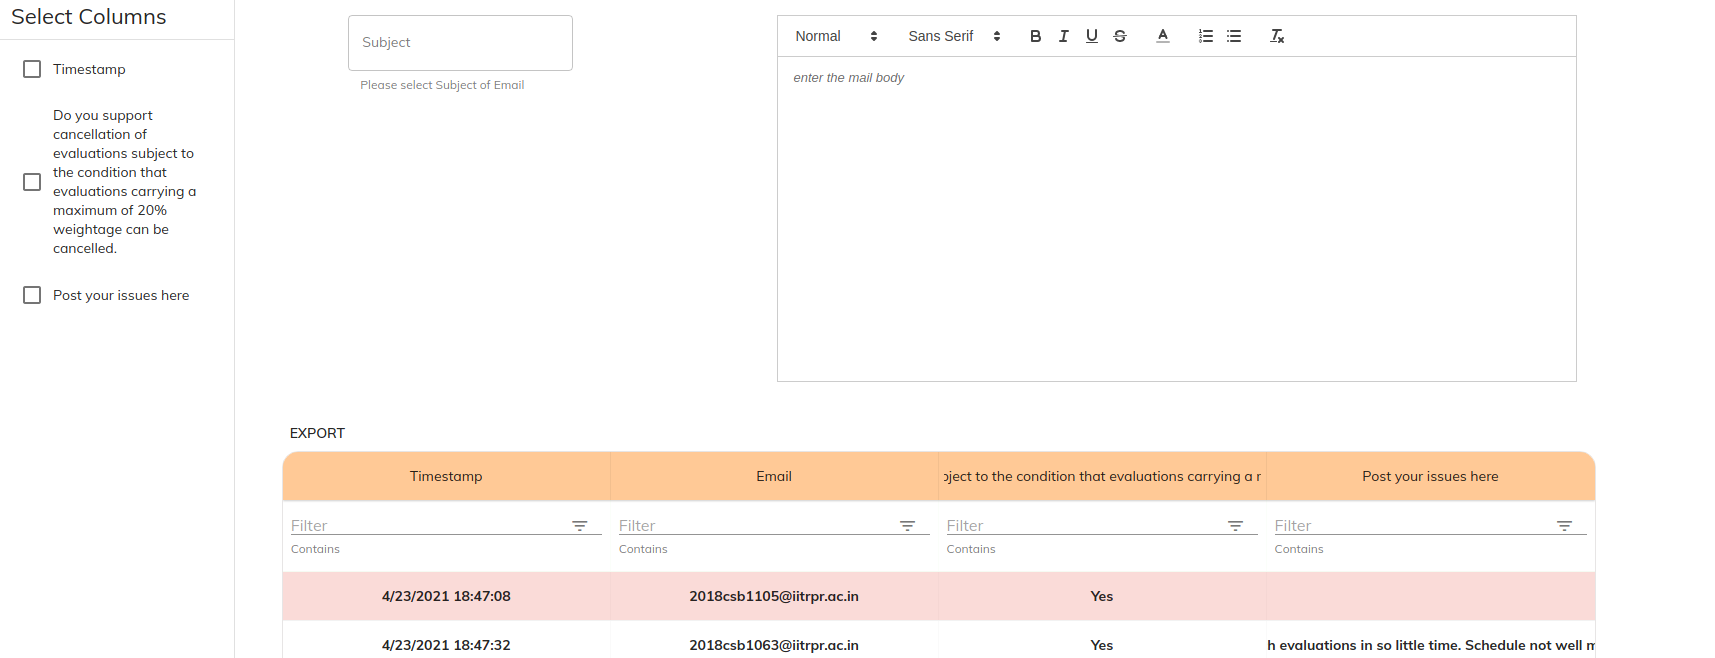 Select Columns
Timestamp
Do you support
cancellation of
evaluations subject to
the condition that
evaluations carrying a
maximum of 20%
weightage can be
cancelled.
Post your issues here
Subject
Please select Subject of Email
Normal Sans Serif
enter the mail body
EXPORT
Timestamp Email ject to the condition that evaluations carrying a Post your issues here
Filter Filter Filter Filter
Contains Contains Contains Contains
4/23/2021 18:47:08 2018csb1105@iitrpr.ac.in Yes
4/23/2021 18:47:32 2018csb1063@iitrpr.ac.in Yes h evaluations in so little time. Schedule not well